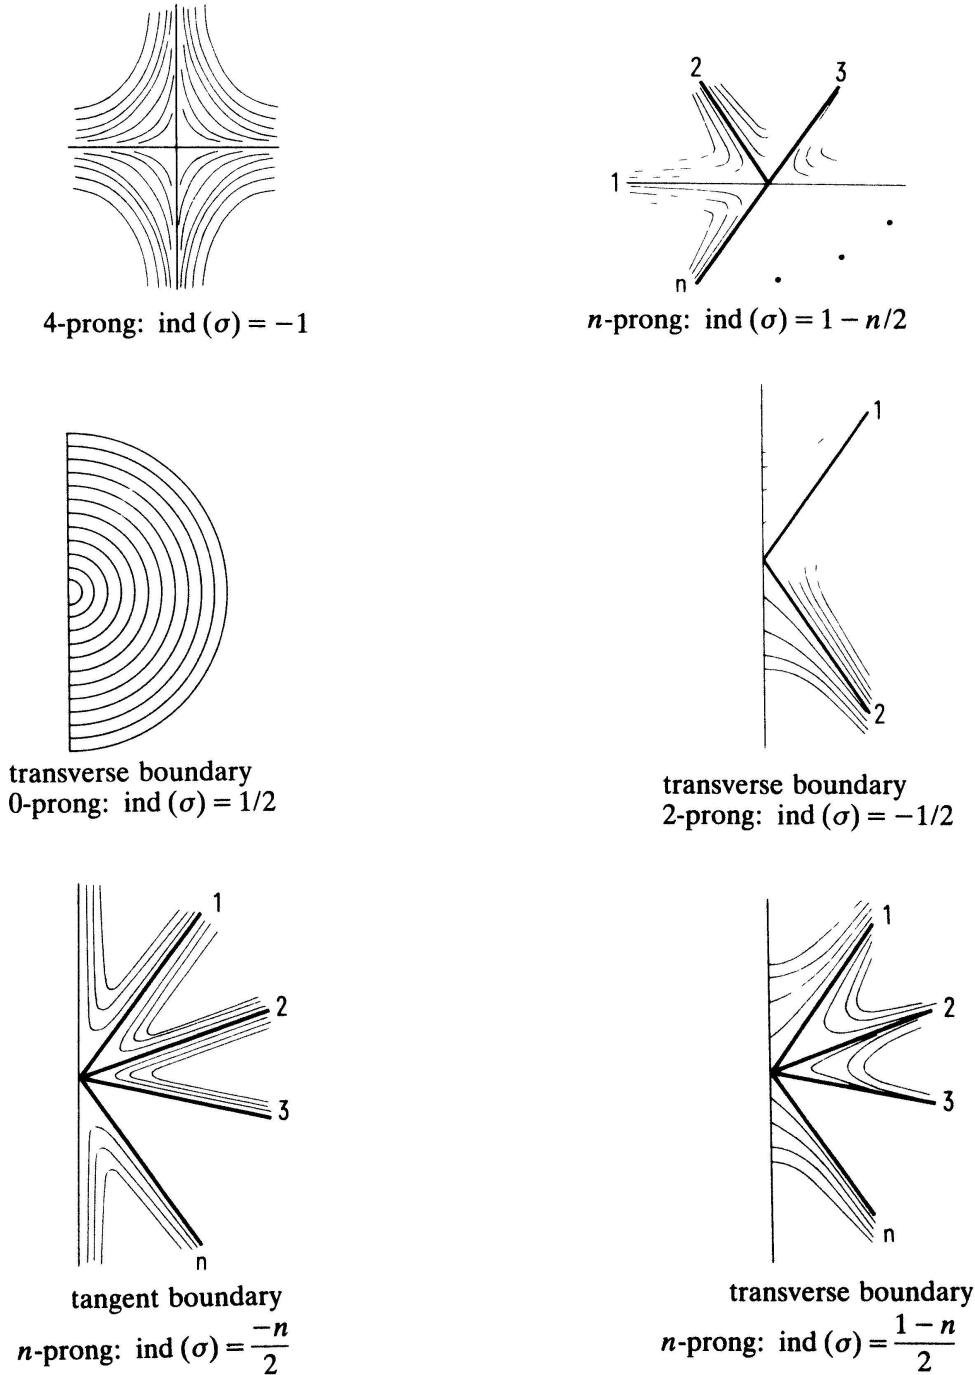 2
3
1
n
4-prong: ind (σ) = −1
n-prong: ind (σ) = 1 − n/2
1
2
transverse boundary
0-prong: ind (σ) = 1/2
transverse boundary
2-prong: ind (σ) = −1/2
1
2
3
n
1
2
3
n
tangent boundary
n-prong: ind (σ) = −n/2
transverse boundary
n-prong: ind (σ) = 1 − n/2